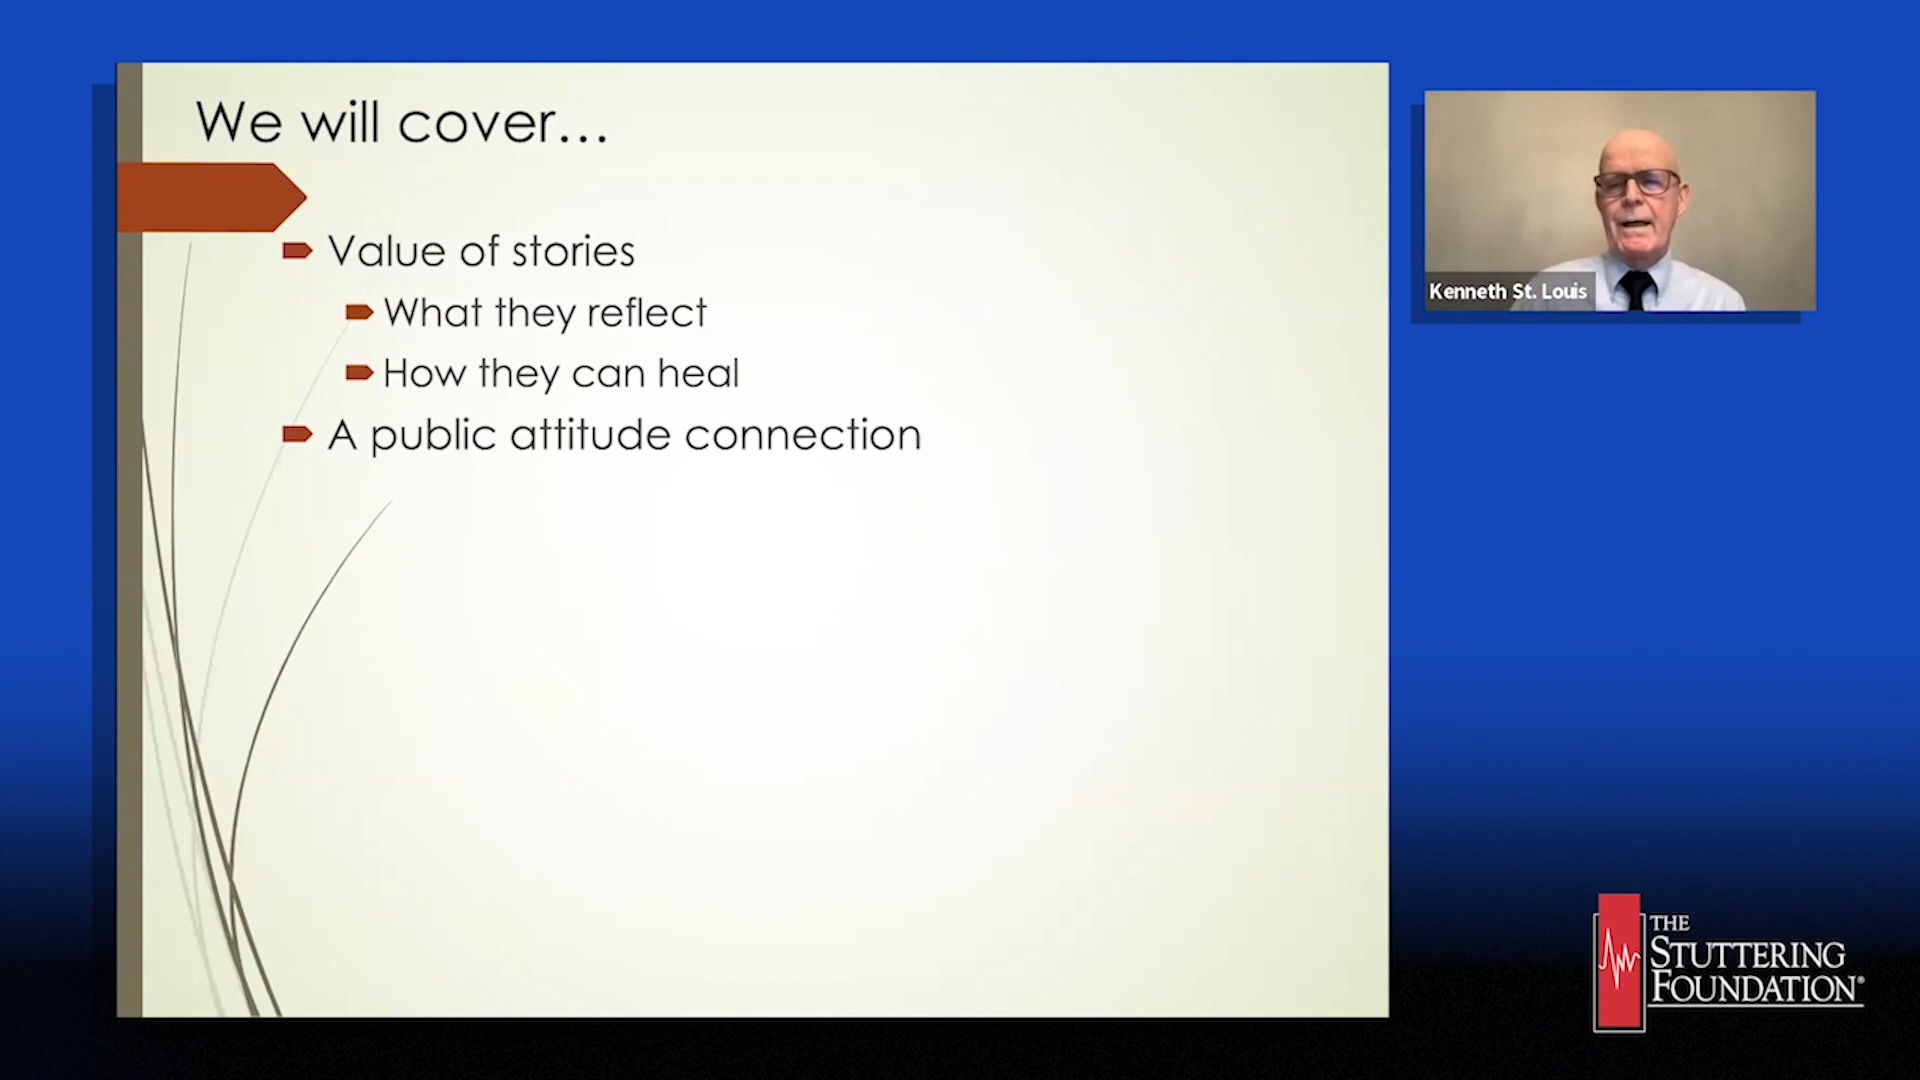 We will cover…
Value of stories
What they reflect
How they can heal
A public attitude connection
Kenneth St. Louis
THE
STUTTERING
FOUNDATION®